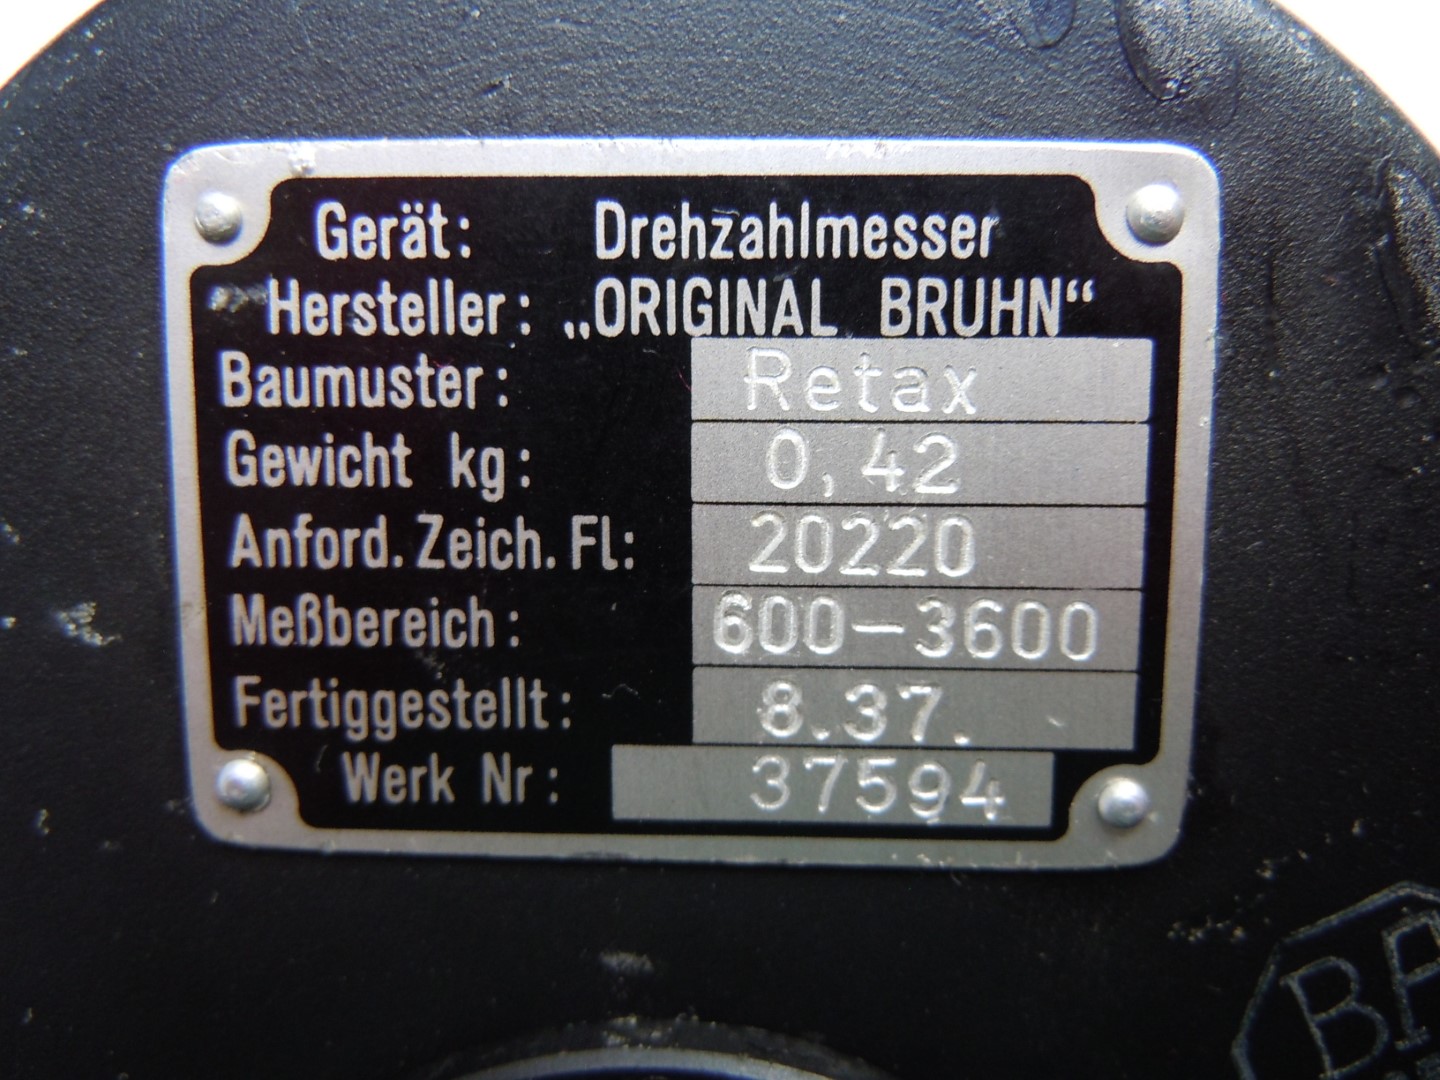 Gerät: Drehzahlmesser
Hersteller: „ORIGINAL BRUHN“
Baumuster: Retax
Gewicht kg: 0,42
Anford. Zeich. Fl: 20220
Meßbereich: 600-3600
Fertiggestellt: 8.37.
Werk Nr: 37594